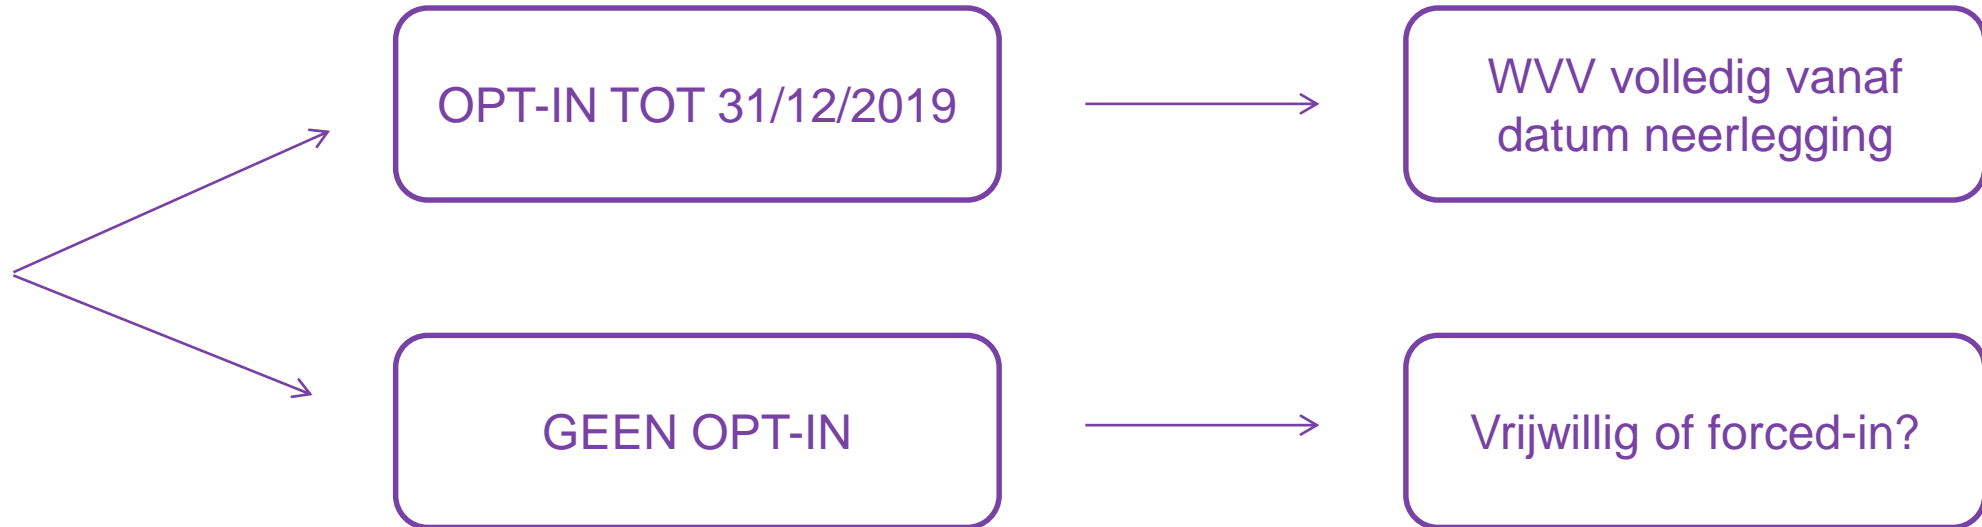 OPT-IN TOT 31/12/2019
WVV volledig vanaf
datum neerlegging
GEEN OPT-IN
Vrijwillig of forced-in?